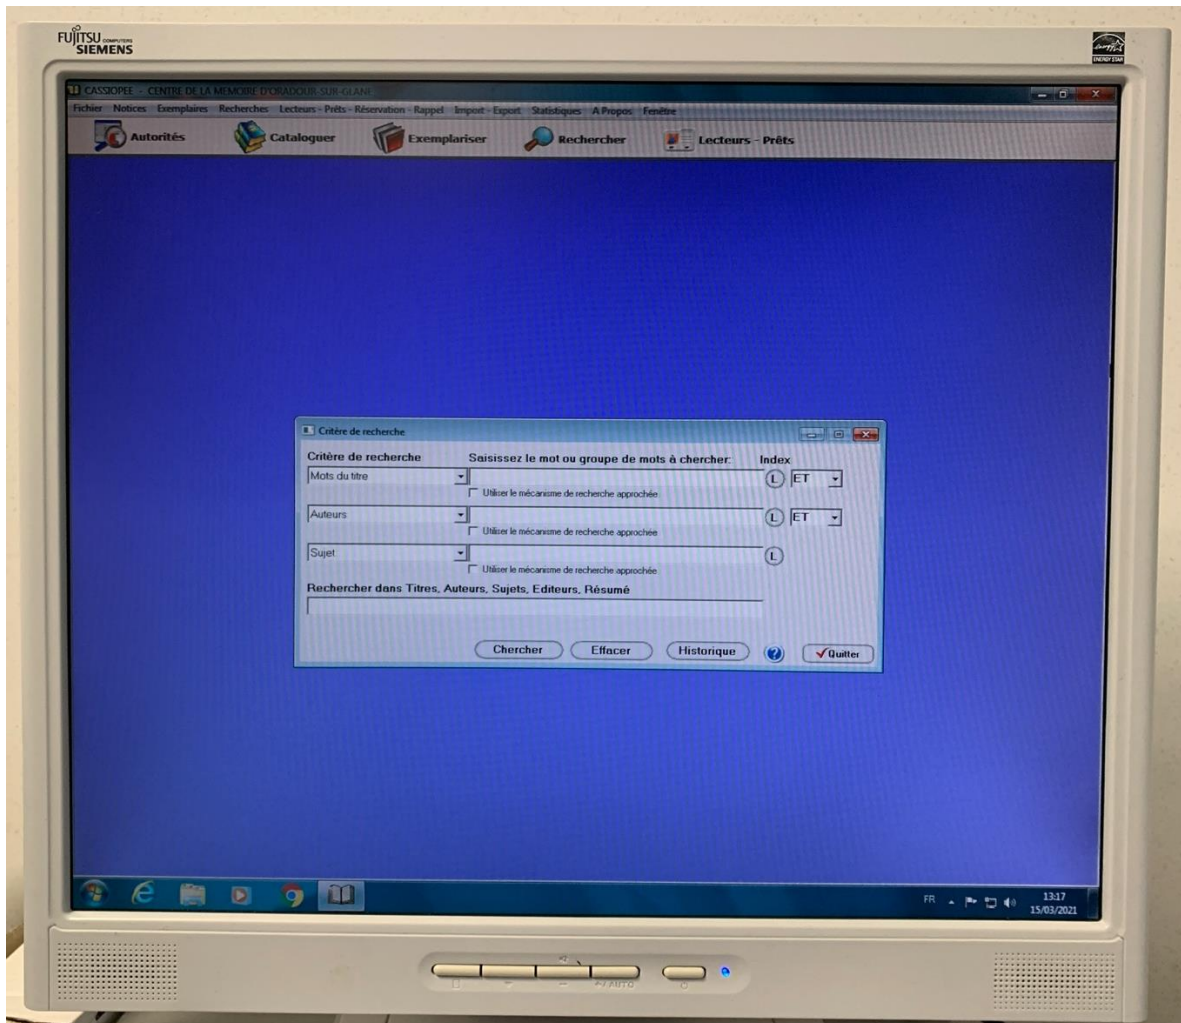 FUJITSU COMPUTERS
SIEMENS
ENERGY STAR
CASSIOPEE - CENTRE DE LA MEMOIRE D'ORADOUR-SUR-GLANE
Fichier Notices Exemplaires Recherches Lecteurs - Prêts - Réservation - Rappel Import - Export Statistiques A Propos Fenêtre
Autorités Cataloguer Exemplariser Rechercher Lecteurs - Prêts
Critère de recherche
Critère de recherche Saisissez le mot ou groupe de mots à chercher: Index
Mots du titre L ET
Utiliser le mécanisme de recherche approchée
Auteurs L ET
Utiliser le mécanisme de recherche approchée
Sujet L
Utiliser le mécanisme de recherche approchée
Rechercher dans Titres, Auteurs, Sujets, Editeurs, Résumé
Chercher Effacer Historique ? Quitter
FR 13:17
15/03/2021
AUTO